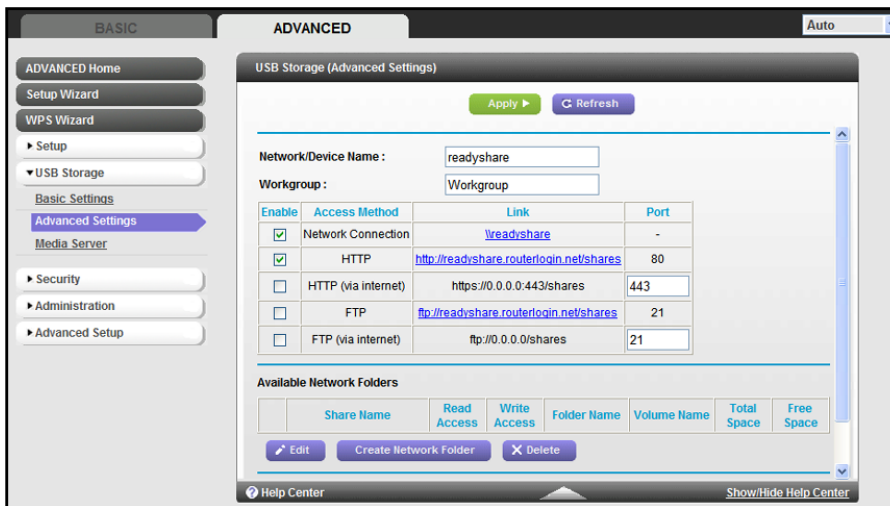 BASIC ADVANCED Auto
ADVANCED Home
Setup Wizard
WPS Wizard
Setup
USB Storage
Basic Settings
Advanced Settings
Media Server
Security
Administration
Advanced Setup
USB Storage (Advanced Settings)
Apply Refresh
Network/Device Name : readyshare
Workgroup : Workgroup
Enable Access Method Link Port
Network Connection \\readyshare -
HTTP http://readyshare.routerlogin.net/shares 80
HTTP (via internet) https://0.0.0.0:443/shares 443
FTP ftp://readyshare.routerlogin.net/shares 21
FTP (via internet) ftp://0.0.0.0/shares 21
Available Network Folders
Share Name Read Access Write Access Folder Name Volume Name Total Space Free Space
Edit Create Network Folder Delete
Help Center Show/Hide Help Center